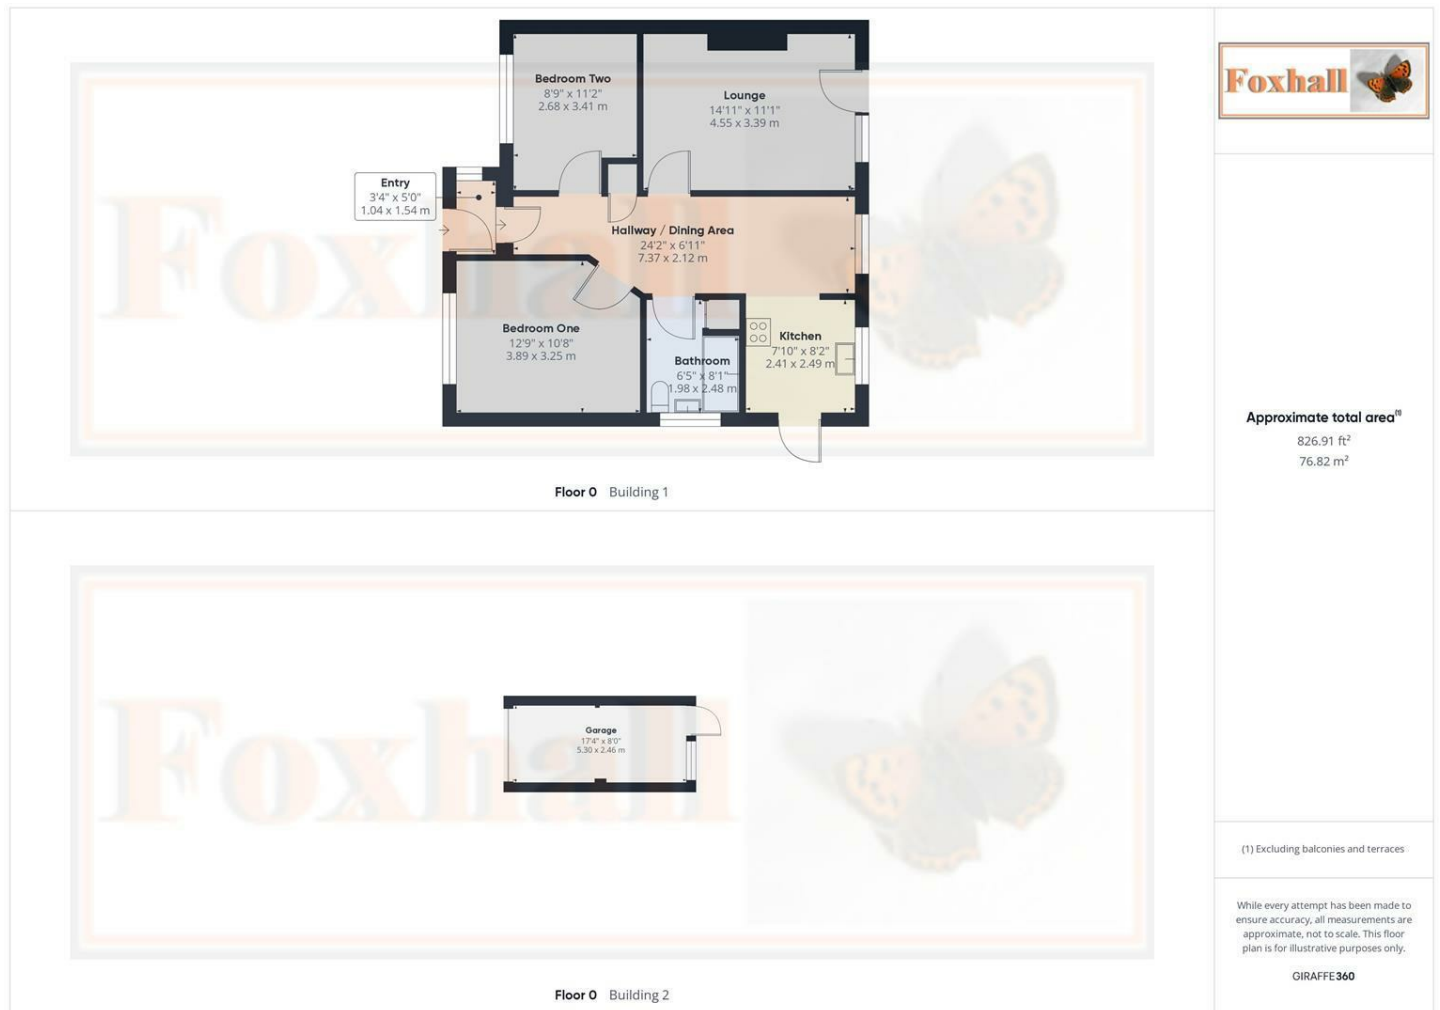 Bedroom Two
8'9" x 11'2"
2.68 x 3.41 m
Lounge
14'11" x 11'1"
4.55 x 3.39 m
Entry
3'4" x 5'0"
1.04 x 1.54 m
Hallway / Dining Area
24'2" x 6'11"
7.37 x 2.12 m
Bedroom One
12'9" x 10'8"
3.89 x 3.25 m
Bathroom
6'5" x 8'1"
1.98 x 2.48 m
Kitchen
7'10" x 8'2"
2.41 x 2.49 m
Foxhall
Floor 0 Building 1
Garage
17'4" x 8'0"
5.30 x 2.46 m
Foxhall
Floor 0 Building 2
Foxhall
Approximate total area(1)
826.91 ft²
76.82 m²
(1) Excluding balconies and terraces
While every attempt has been made to
ensure accuracy, all measurements are
approximate, not to scale. This floor
plan is for illustrative purposes only.
GIRAFFE360